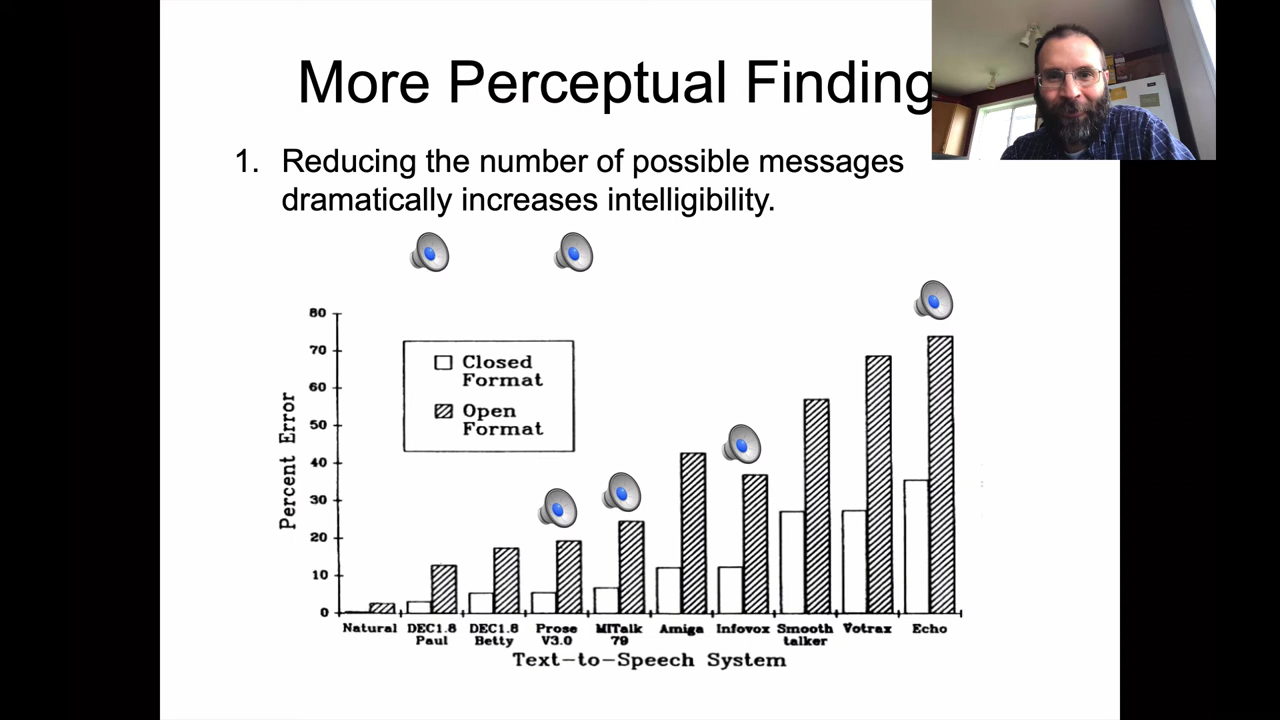 More Perceptual Finding
1. Reducing the number of possible messages
dramatically increases intelligibility.
80
70
60
50
40
30
20
10
0
Percent Error
Closed
Format
Open
Format
Natural DEC1.8 DEC1.8 Prose MITalk Amiga Infovox Smooth Votrax Echo
Paul Betty V3.0 79 talker
Text-to-Speech System